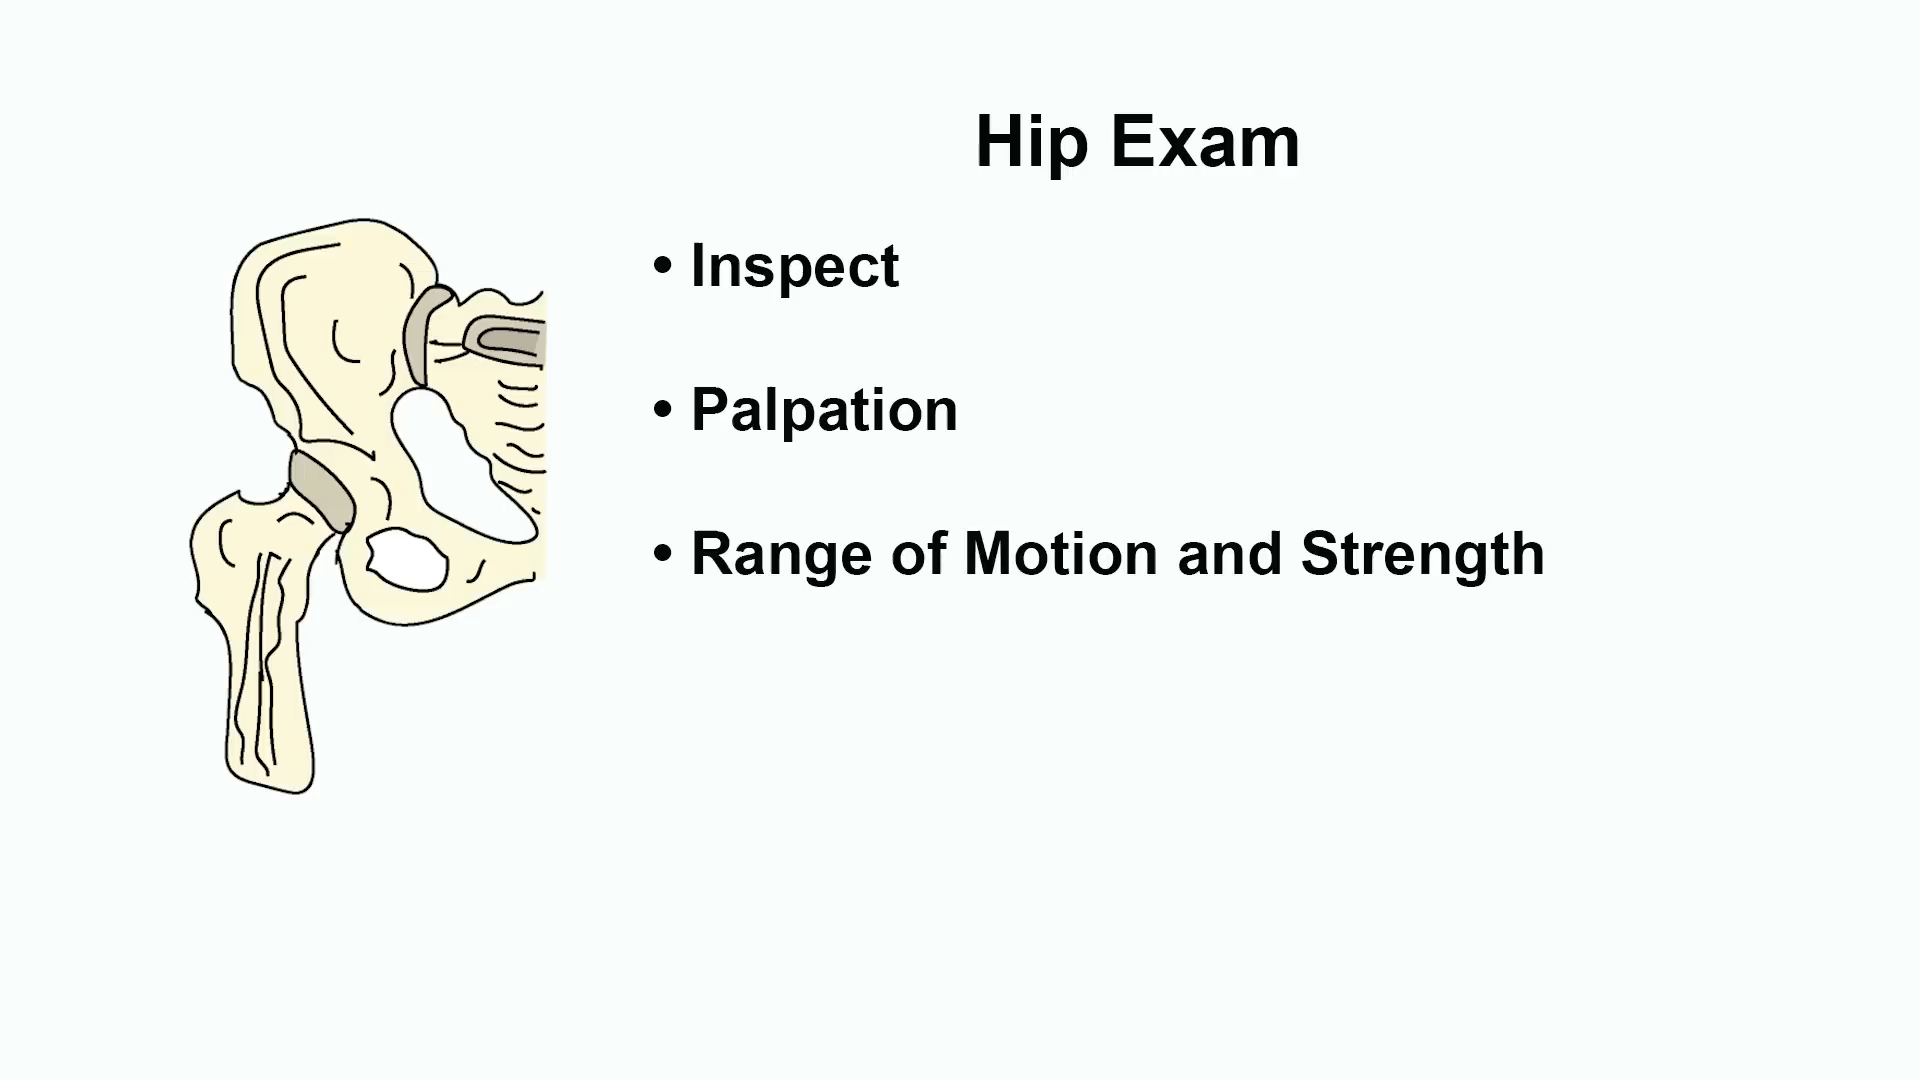 Hip Exam
• Inspect
• Palpation
• Range of Motion and Strength